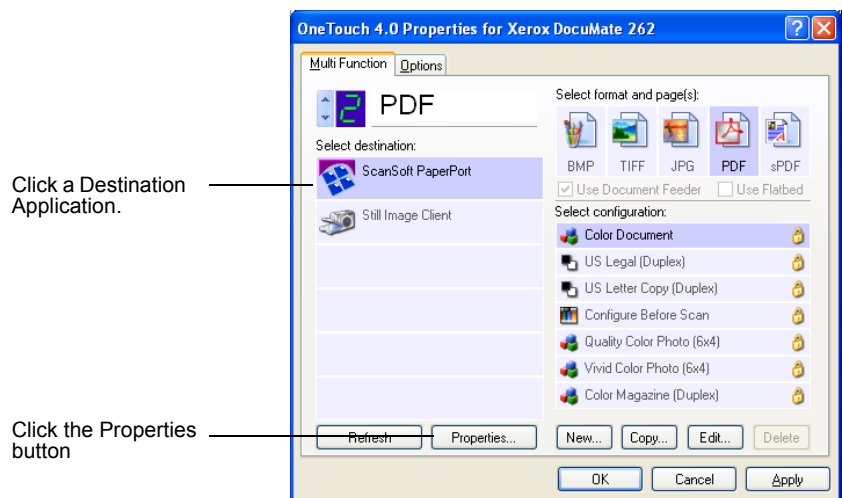 OneTouch 4.0 Properties for Xerox DocuMate 262
Multi Function
Options
2
PDF
Select destination:
ScanSoft PaperPort
Still Image Client
Refresh
Properties...
Select format and page(s):
BMP
TIFF
JPG
PDF
sPDF
Use Document Feeder
Use Flatbed
Select configuration:
Color Document
US Legal (Duplex)
US Letter Copy (Duplex)
Configure Before Scan
Quality Color Photo (6x4)
Vivid Color Photo (6x4)
Color Magazine (Duplex)
New...
Copy...
Edit...
Delete
OK
Cancel
Apply
Click a Destination
Application.
Click the Properties
button